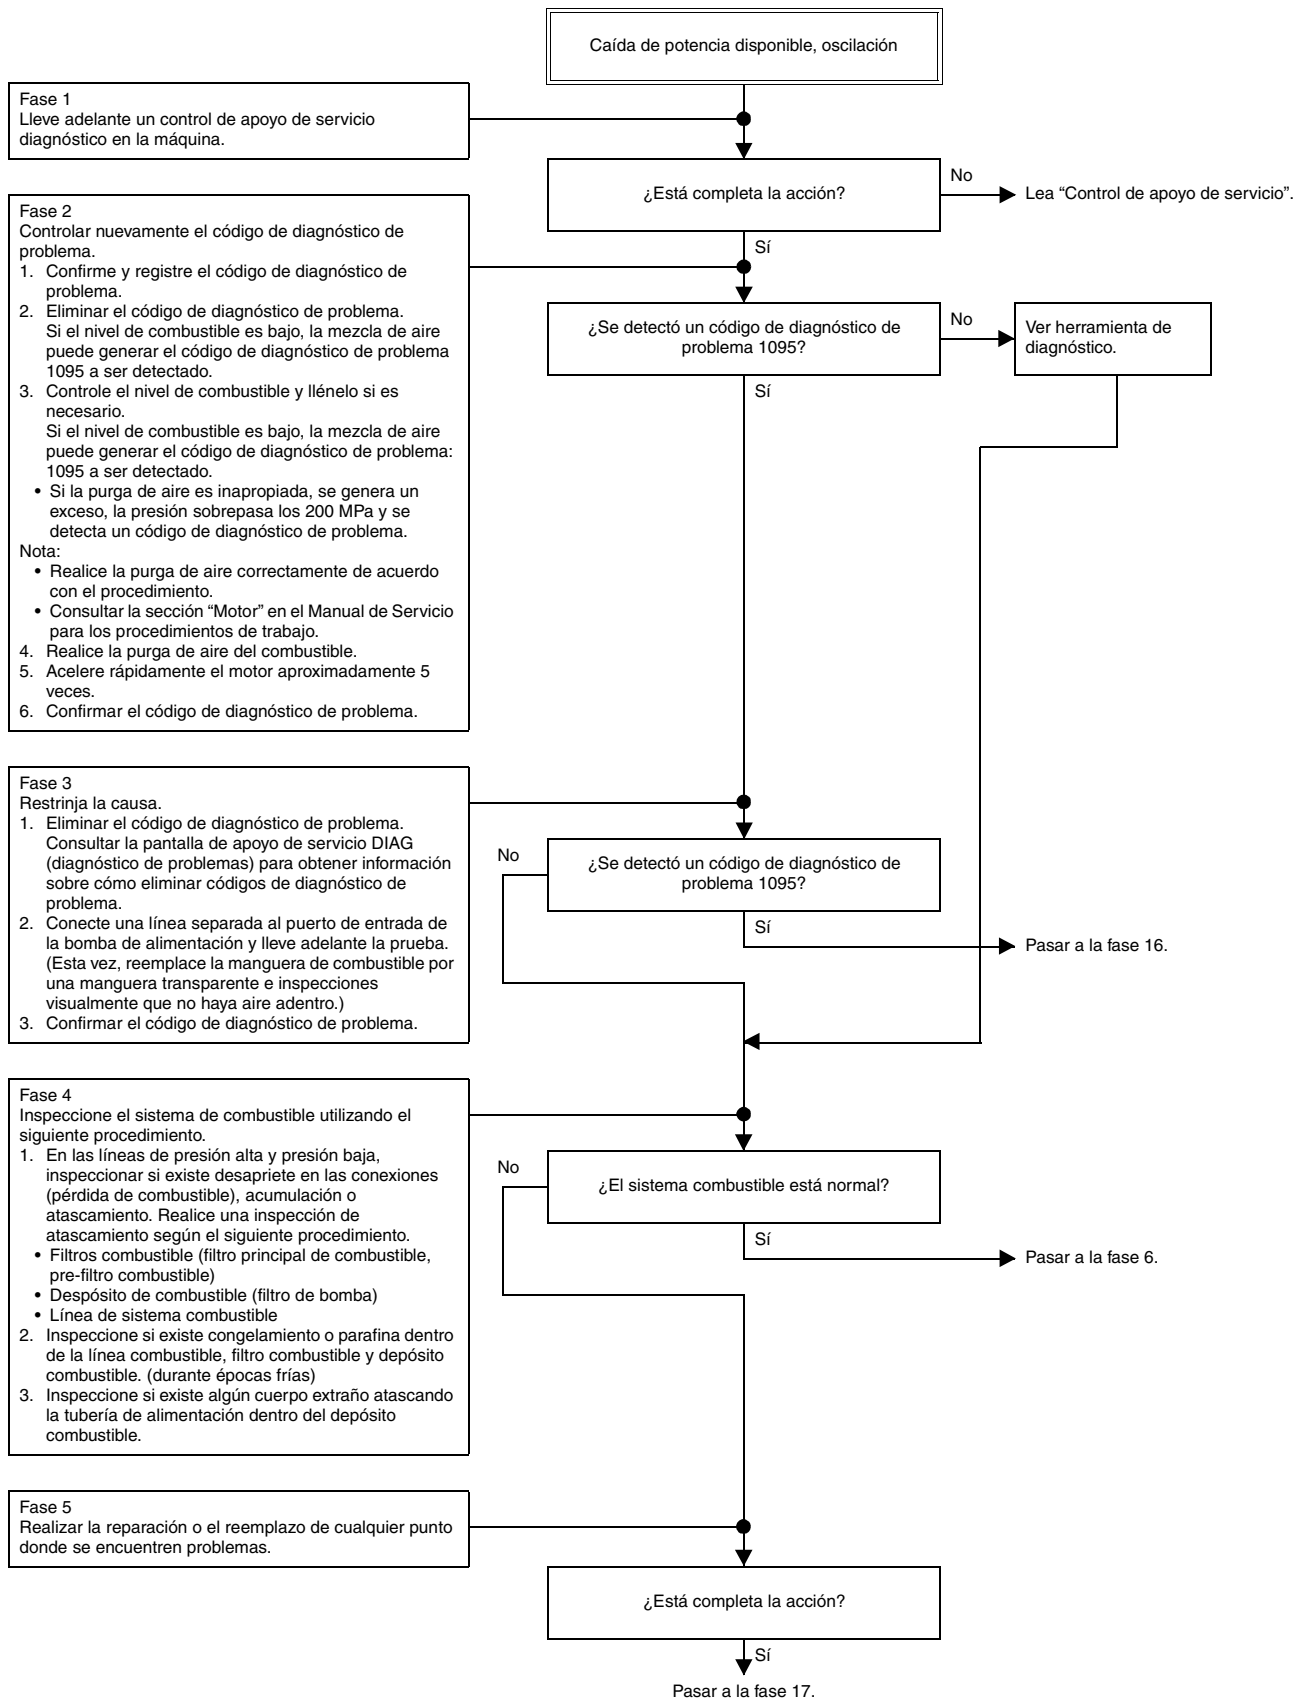 Caída de potencia disponible, oscilación
Fase 1
Lleve adelante un control de apoyo de servicio
diagnóstico en la máquina.
¿Está completa la acción?
No
Lea “Control de apoyo de servicio”.
Sí
Fase 2
Controlar nuevamente el código de diagnóstico de
problema.
1. Confirme y registre el código de diagnóstico de
problema.
2. Eliminar el código de diagnóstico de problema.
Si el nivel de combustible es bajo, la mezcla de aire
puede generar el código de diagnóstico de problema
1095 a ser detectado.
3. Controle el nivel de combustible y llénelo si es
necesario.
Si el nivel de combustible es bajo, la mezcla de aire
puede generar el código de diagnóstico de problema:
1095 a ser detectado.
• Si la purga de aire es inapropiada, se genera un
exceso, la presión sobrepasa los 200 MPa y se
detecta un código de diagnóstico de problema.
Nota:
• Realice la purga de aire correctamente de acuerdo
con el procedimiento.
• Consultar la sección “Motor” en el Manual de Servicio
para los procedimientos de trabajo.
4. Realice la purga de aire del combustible.
5. Acelere rápidamente el motor aproximadamente 5
veces.
6. Confirmar el código de diagnóstico de problema.
¿Se detectó un código de diagnóstico de
problema 1095?
No
Ver herramienta de
diagnóstico.
Sí
Fase 3
Restrinja la causa.
1. Eliminar el código de diagnóstico de problema.
Consultar la pantalla de apoyo de servicio DIAG
(diagnóstico de problemas) para obtener información
sobre cómo eliminar códigos de diagnóstico de
problema.
2. Conecte una línea separada al puerto de entrada de
la bomba de alimentación y lleve adelante la prueba.
(Esta vez, reemplace la manguera de combustible por
una manguera transparente e inspecciones
visualmente que no haya aire adentro.)
3. Confirmar el código de diagnóstico de problema.
No
¿Se detectó un código de diagnóstico de
problema 1095?
Sí
Pasar a la fase 16.
Fase 4
Inspeccione el sistema de combustible utilizando el
siguiente procedimiento.
1. En las líneas de presión alta y presión baja,
inspeccionar si existe desapriete en las conexiones
(pérdida de combustible), acumulación o
atascamiento. Realice una inspección de
atascamiento según el siguiente procedimiento.
• Filtros combustible (filtro principal de combustible,
pre-filtro combustible)
• Despósito de combustible (filtro de bomba)
• Línea de sistema combustible
2. Inspeccione si existe congelamiento o parafina dentro
de la línea combustible, filtro combustible y depósito
combustible. (durante épocas frías)
3. Inspeccione si existe algún cuerpo extraño atascando
la tubería de alimentación dentro del depósito
combustible.
No
¿El sistema combustible está normal?
Sí
Pasar a la fase 6.
Fase 5
Realizar la reparación o el reemplazo de cualquier punto
donde se encuentren problemas.
¿Está completa la acción?
Sí
Pasar a la fase 17.